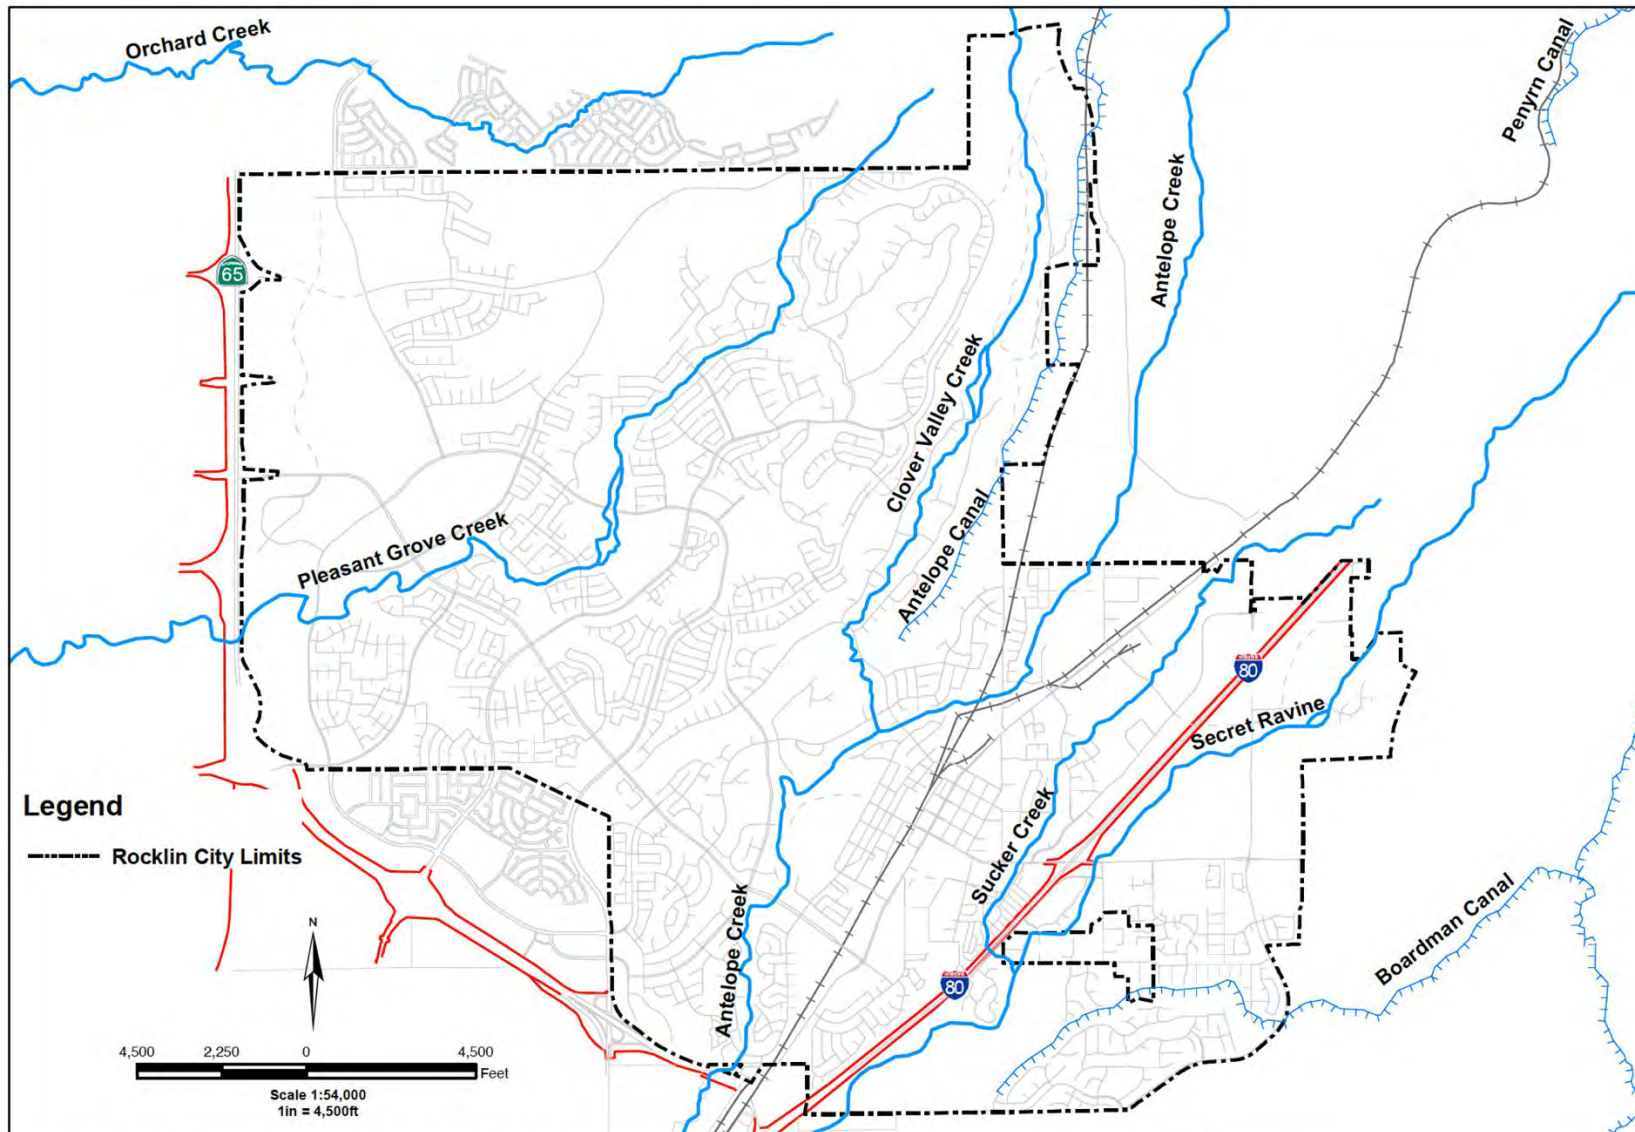 Orchard Creek
Penyrn Canal
Antelope Creek
65
Clover Valley Creek
Antelope Canal
Pleasant Grove Creek
80
Secret Ravine
Sucker Creek
Boardman Canal
80
Antelope Creek
Legend
Rocklin City Limits
N
4,500 2,250 0 4,500
Feet
Scale 1:54,000
1in = 4,500ft